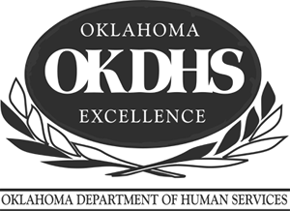 OKLAHOMA
OKDHS
EXCELLENCE
OKLAHOMA DEPARTMENT OF HUMAN SERVICES